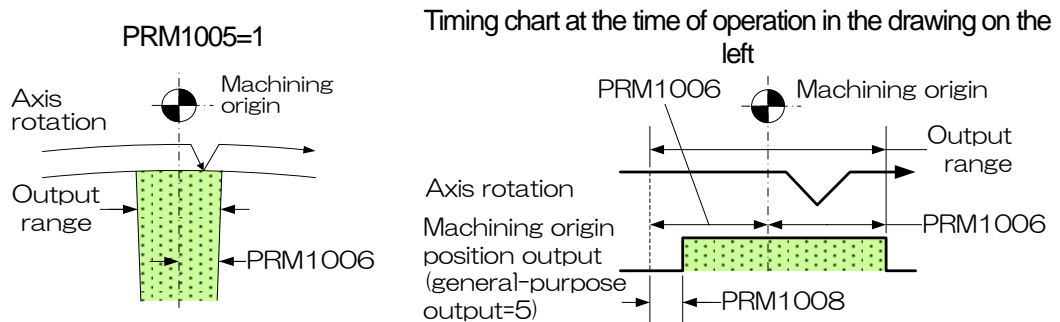 PRM1005=1
Machining
origin
Axis
rotation
Output
range
PRM1006
Timing chart at the time of operation in the drawing on the
left
PRM1006
Machining origin
Output
range
Axis rotation
Machining origin
position output
(general-purpose
output=5)
PRM1006
PRM1008